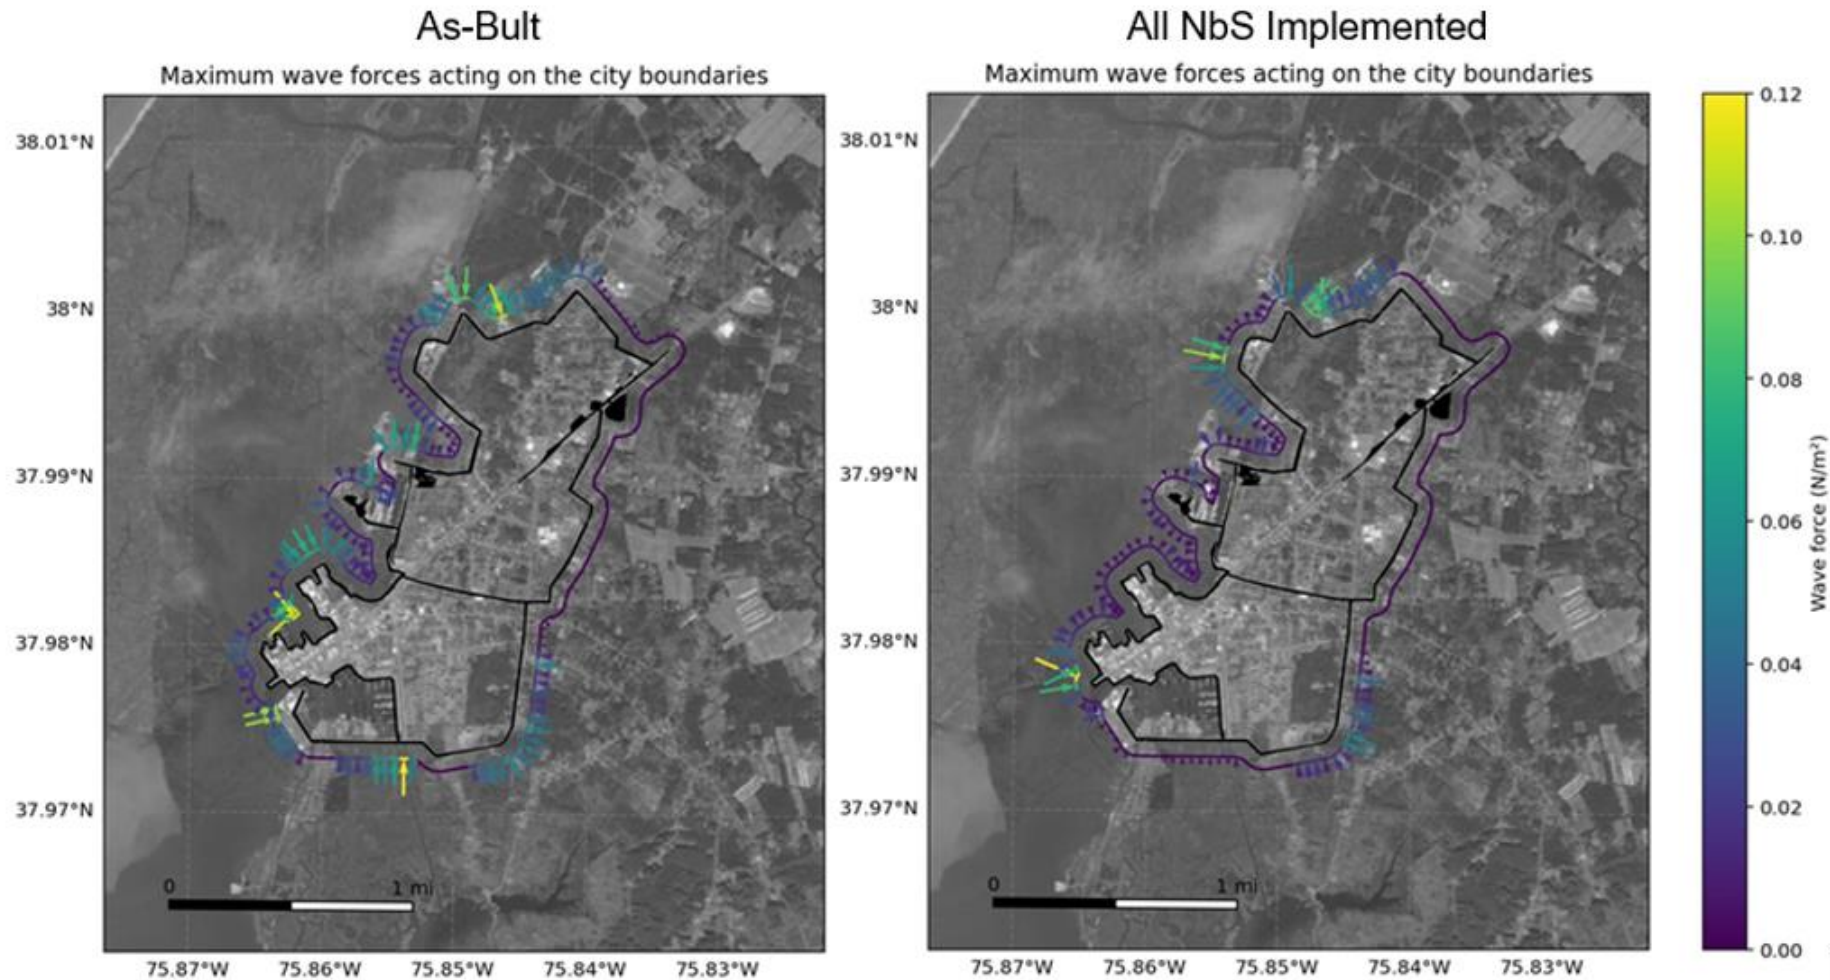 As-Bult
All NbS Implemented
Maximum wave forces acting on the city boundaries
Maximum wave forces acting on the city boundaries
38.01°N
38°N
37.99°N
37.98°N
37.97°N
0
1 mi
75.87°W
75.86°W
75.85°W
75.84°W
75.83°W
38.01°N
38°N
37.99°N
37.98°N
37.97°N
0
1 mi
75.87°W
75.86°W
75.85°W
75.84°W
75.83°W
0.12
0.10
0.08
0.06
0.04
0.02
0.00
Wave force (N/m²)